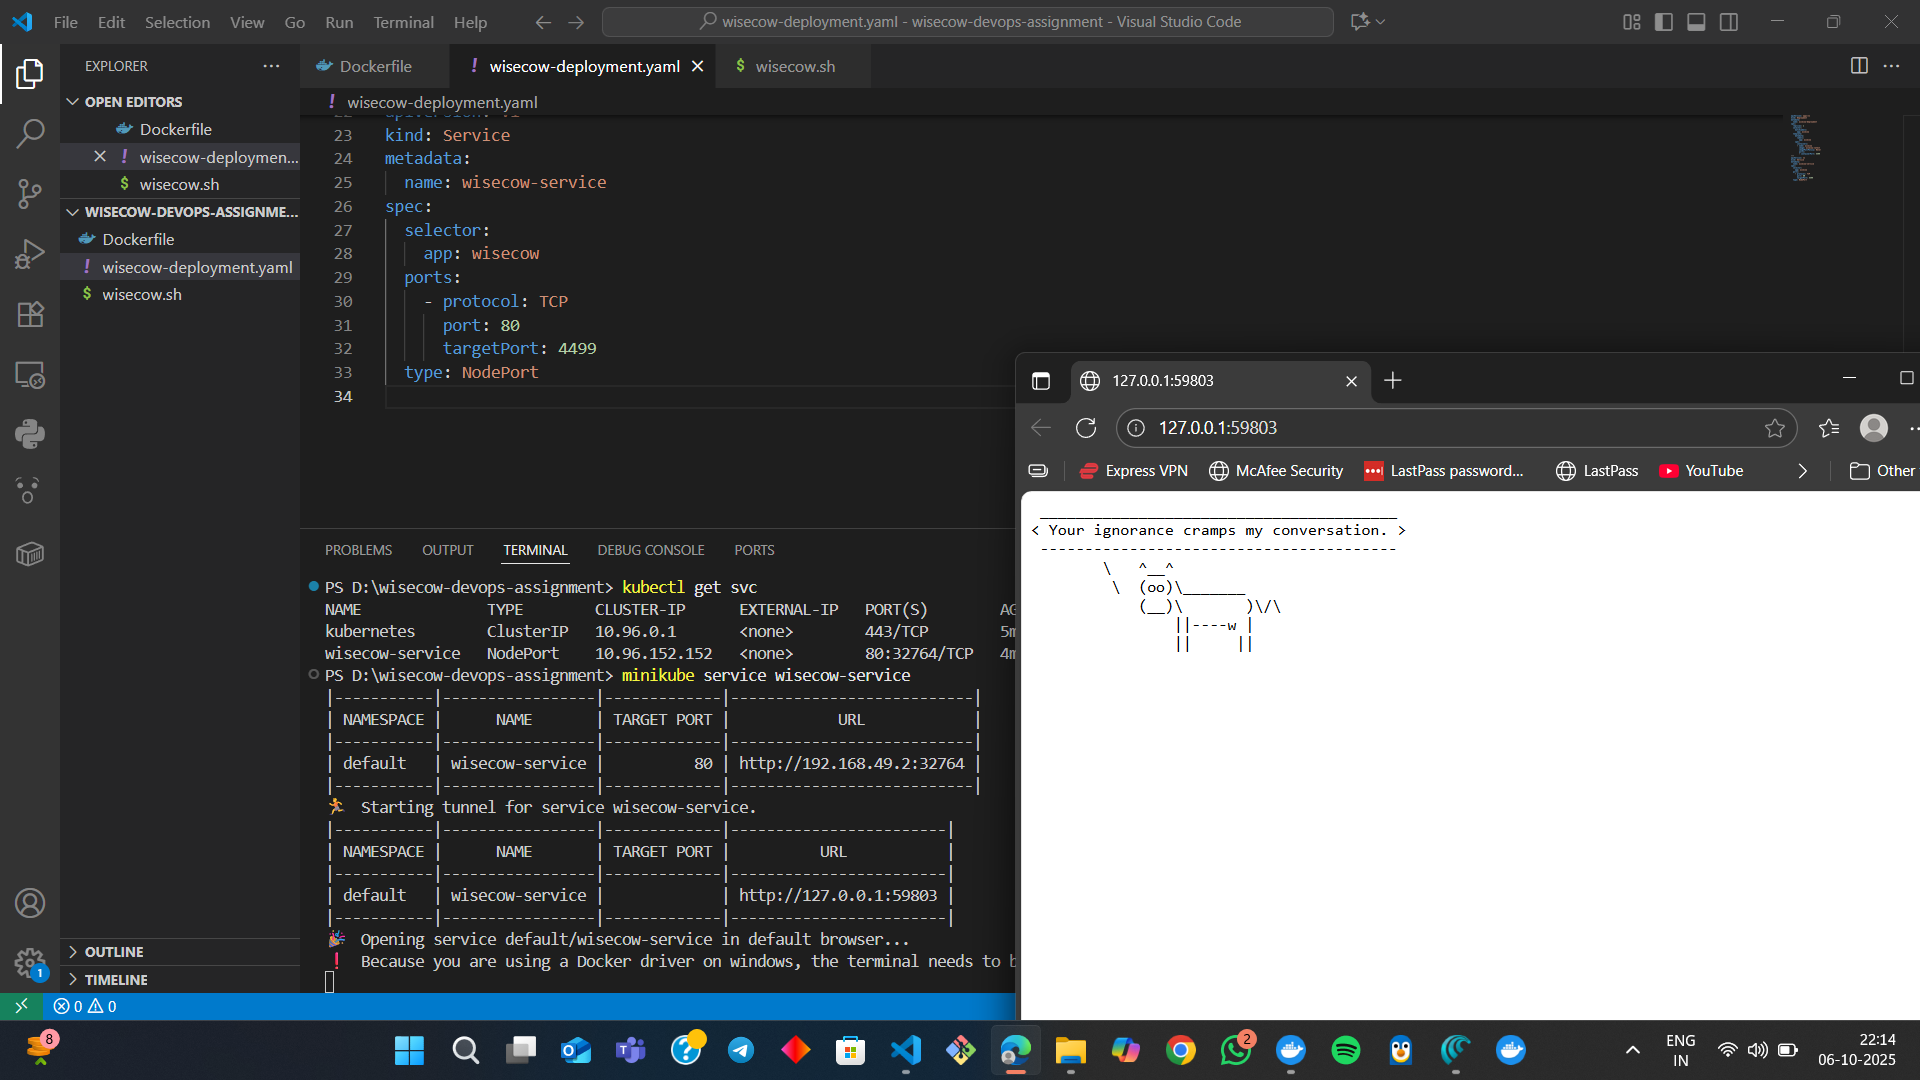 File Edit Selection View Go Run Terminal Help
wisecow-deployment.yaml - wisecow-devops-assignment - Visual Studio Code
EXPLORER
OPEN EDITORS
Dockerfile
wisecow-deploymen...
wisecow.sh
WISECOW-DEVOPS-ASSIGNME...
Dockerfile
wisecow-deployment.yaml
wisecow.sh
OUTLINE
TIMELINE
Dockerfile
wisecow-deployment.yaml
wisecow.sh
wisecow-deployment.yaml
23 kind: Service
24 metadata:
25 name: wisecow-service
26 spec:
27 selector:
28 app: wisecow
29 ports:
30 - protocol: TCP
31 port: 80
32 targetPort: 4499
33 type: NodePort
34
PROBLEMS OUTPUT TERMINAL DEBUG CONSOLE PORTS
PS D:\wisecow-devops-assignment> kubectl get svc
NAME TYPE CLUSTER-IP EXTERNAL-IP PORT(S) AG
kubernetes ClusterIP 10.96.0.1 <none> 443/TCP 5m
wisecow-service NodePort 10.96.152.152 <none> 80:32764/TCP 4m
PS D:\wisecow-devops-assignment> minikube service wisecow-service
|-----------|-----------------|-------------|---------------------------|
| NAMESPACE | NAME | TARGET PORT | URL |
|-----------|-----------------|-------------|---------------------------|
| default | wisecow-service | 80 | http://192.168.49.2:32764 |
|-----------|-----------------|-------------|---------------------------|
🏃 Starting tunnel for service wisecow-service.
|-----------|-----------------|-------------|------------------------|
| NAMESPACE | NAME | TARGET PORT | URL |
|-----------|-----------------|-------------|------------------------|
| default | wisecow-service | | http://127.0.0.1:59803 |
|-----------|-----------------|-------------|------------------------|
🎉 Opening service default/wisecow-service in default browser...
❗ Because you are using a Docker driver on windows, the terminal needs to b
0 0
127.0.0.1:59803
127.0.0.1:59803
Express VPN McAfee Security LastPass password... LastPass YouTube Other
________________________________________
< Your ignorance cramps my conversation. >
----------------------------------------
\ ^__^
\ (oo)\_______
(__)\ )\/\
||----w |
|| ||
1
8
2
ENG
IN
22:14
06-10-2025